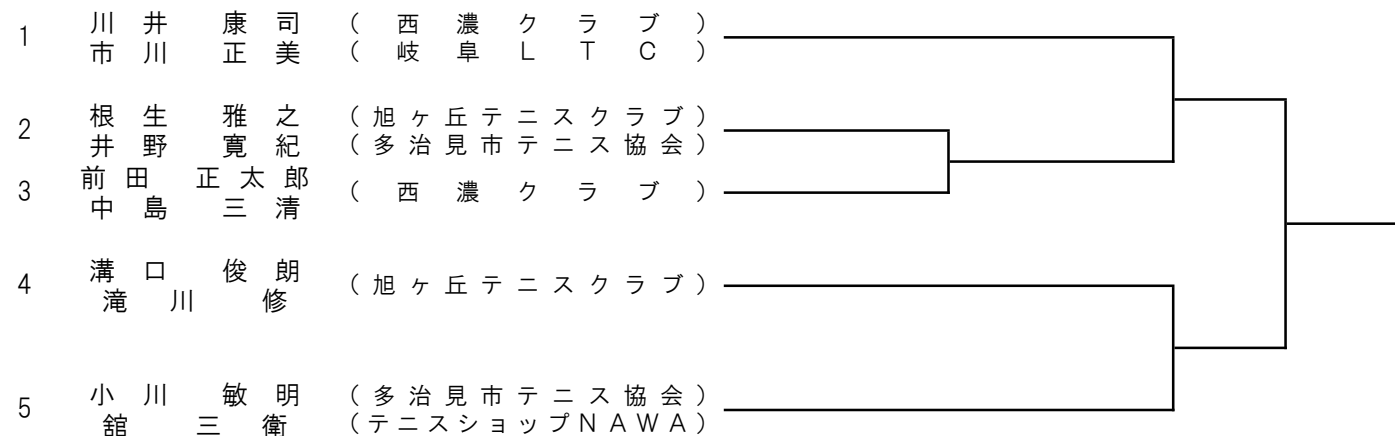 1 川井 康司 (西濃クラブ)
市川 正美 (岐阜LTC)
2 根生 雅之 (旭ヶ丘テニスクラブ)
井野 寛紀 (多治見市テニス協会)
3 前田 正太郎 (西濃クラブ)
中島 三清
4 溝口 俊朗 (旭ヶ丘テニスクラブ)
滝川 修
5 小川 敏明 (多治見市テニス協会)
舘 三衛 (テニスショップNAWA)